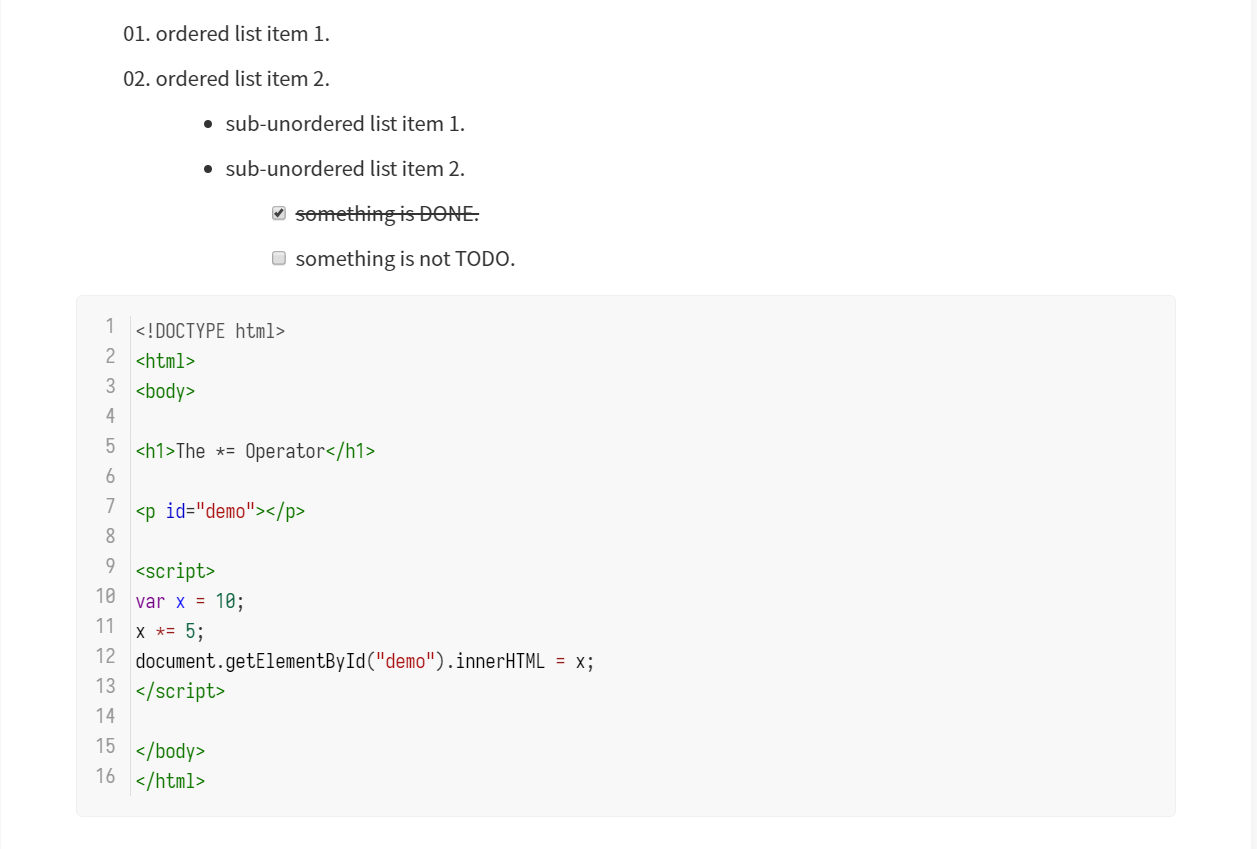 01. ordered list item 1.
02. ordered list item 2.
• sub-unordered list item 1.
• sub-unordered list item 2.
something is DONE.
something is not TODO.
1 <!DOCTYPE html>
2 <html>
3 <body>
4
5 <h1>The *= Operator</h1>
6
7 <p id="demo"></p>
8
9 <script>
10 var x = 10;
11 x *= 5;
12 document.getElementById("demo").innerHTML = x;
13 </script>
14
15 </body>
16 </html>